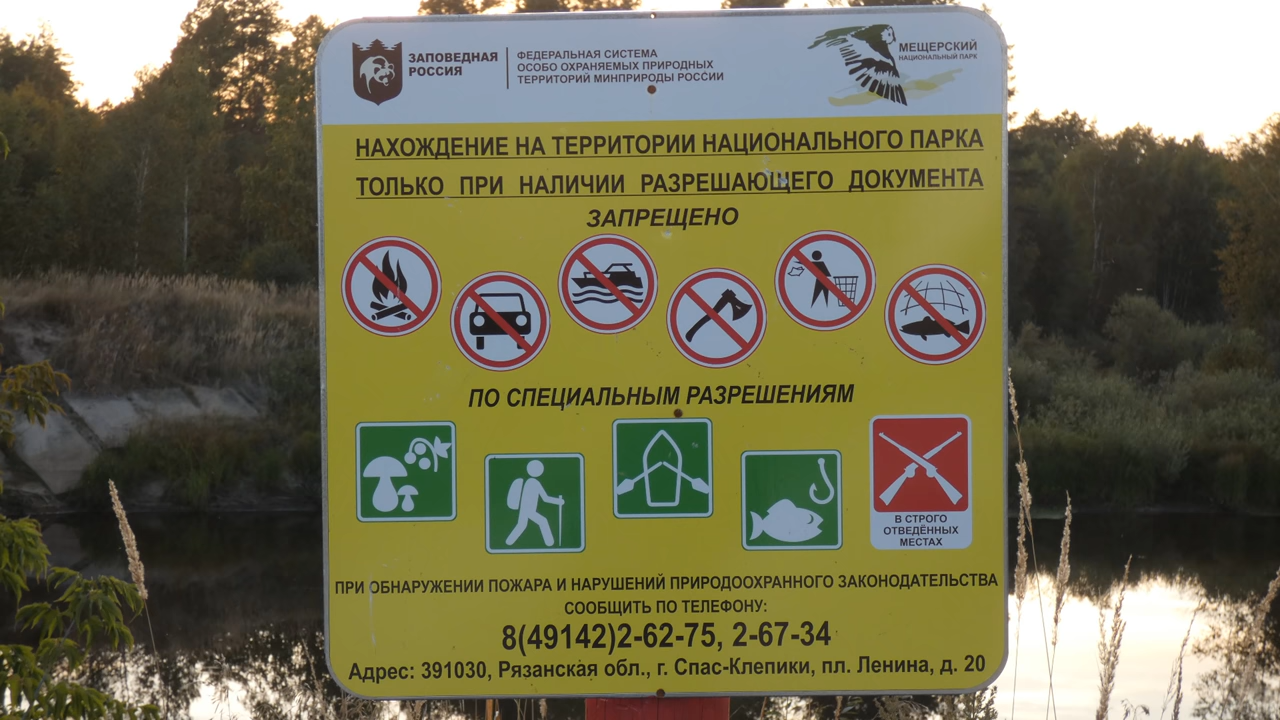 ЗАПОВЕДНАЯ
РОССИЯ
ФЕДЕРАЛЬНАЯ СИСТЕМА
ОСОБО ОХРАНЯЕМЫХ ПРИРОДНЫХ
ТЕРРИТОРИЙ МИНПРИРОДЫ РОССИИ
МЕЩЕРСКИЙ
НАЦИОНАЛЬНЫЙ ПАРК
НАХОЖДЕНИЕ НА ТЕРРИТОРИИ НАЦИОНАЛЬНОГО ПАРКА
ТОЛЬКО ПРИ НАЛИЧИИ РАЗРЕШАЮЩЕГО ДОКУМЕНТА
ЗАПРЕЩЕНО
ПО СПЕЦИАЛЬНЫМ РАЗРЕШЕНИЯМ
В СТРОГО
ОТВЕДЁННЫХ
МЕСТАХ
ПРИ ОБНАРУЖЕНИИ ПОЖАРА И НАРУШЕНИЙ ПРИРОДООХРАННОГО ЗАКОНОДАТЕЛЬСТВА
СООБЩИТЬ ПО ТЕЛЕФОНУ:
8(49142)2-62-75, 2-67-34
Адрес: 391030, Рязанская обл., г. Спас-Клепики, пл. Ленина, д. 20